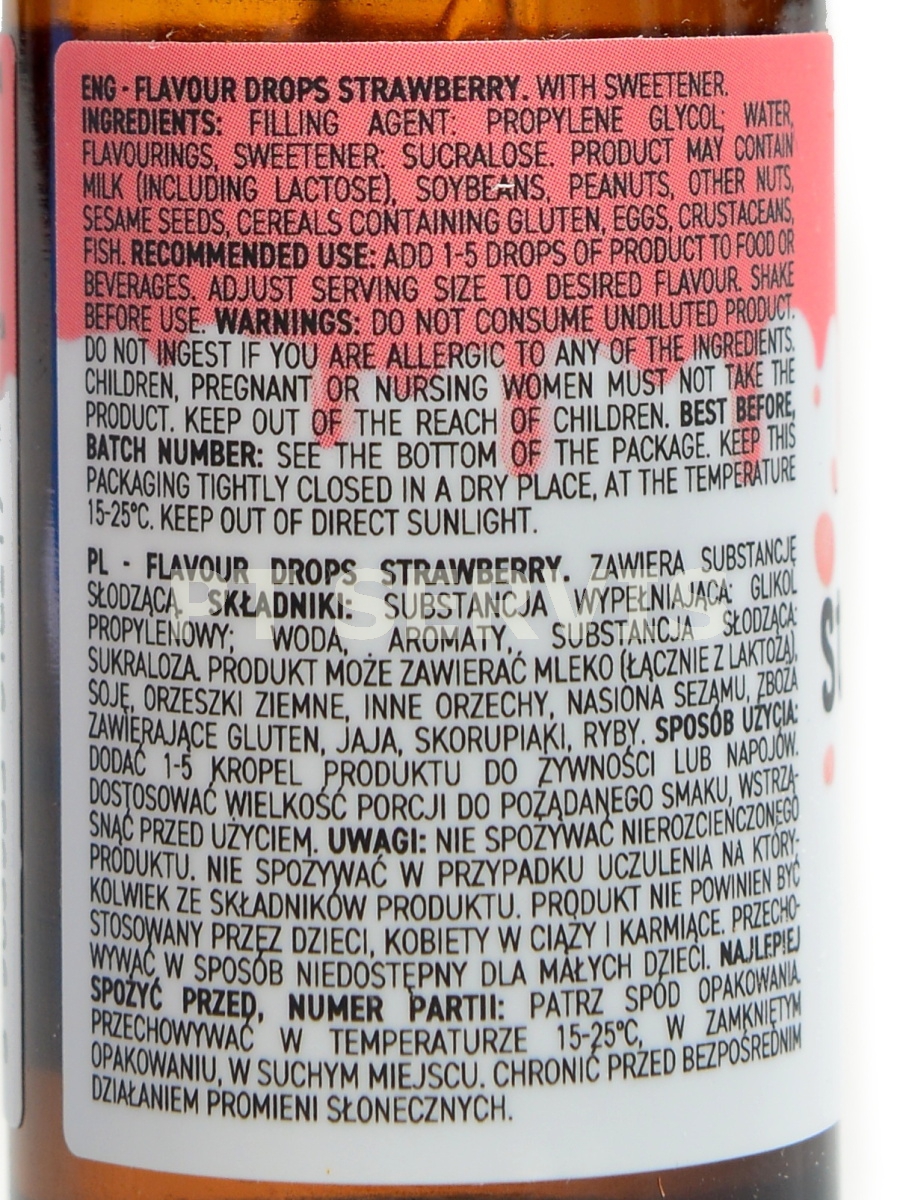 ENG - FLAVOUR DROPS STRAWBERRY. WITH SWEETENER.
INGREDIENTS: FILLING AGENT: PROPYLENE GLYCOL; WATER,
FLAVOURINGS, SWEETENER: SUCRALOSE. PRODUCT MAY CONTAIN
MILK (INCLUDING LACTOSE), SOYBEANS, PEANUTS, OTHER NUTS,
SESAME SEEDS, CEREALS CONTAINING GLUTEN, EGGS, CRUSTACEANS,
FISH. RECOMMENDED USE: ADD 1-5 DROPS OF PRODUCT TO FOOD OR
BEVERAGES. ADJUST SERVING SIZE TO DESIRED FLAVOUR. SHAKE
BEFORE USE. WARNINGS: DO NOT CONSUME UNDILUTED PRODUCT.
DO NOT INGEST IF YOU ARE ALLERGIC TO ANY OF THE INGREDIENTS.
CHILDREN, PREGNANT OR NURSING WOMEN MUST NOT TAKE THE
PRODUCT. KEEP OUT OF THE REACH OF CHILDREN. BEST BEFORE,
BATCH NUMBER: SEE THE BOTTOM OF THE PACKAGE. KEEP THIS
PACKAGING TIGHTLY CLOSED IN A DRY PLACE, AT THE TEMPERATURE
15-25°C. KEEP OUT OF DIRECT SUNLIGHT.
PL - FLAVOUR DROPS STRAWBERRY. ZAWIERA SUBSTANCJĘ
SŁODZĄCĄ. SKŁADNIKI: SUBSTANCJA WYPEŁNIAJĄCA: GLIKOL
PROPYLENOWY; WODA, AROMATY,, SUBSTANCJA SŁODZĄCA:
SUKRALOZA. PRODUKT MOŻE ZAWIERAĆ MLEKO (ŁĄCZNIE Z LAKTOZĄ),
SOJĘ, ORZESZKI ZIEMNE, INNE ORZECHY, NASIONA SEZAMU, ZBOŻA
ZAWIERAJĄCE GLUTEN, JAJA, SKORUPIAKI, RYBY. SPOSÓB UŻYCIA:
DODAĆ 1-5 KROPEL PRODUKTU DO ŻYWNOŚCI LUB NAPOJÓW.
DOSTOSOWAĆ WIELKOŚĆ PORCJI DO POŻĄDANEGO SMAKU, WSTRZĄ-
SNĄĆ PRZED UŻYCIEM. UWAGI: NIE SPOŻYWAĆ NIEROZCIEŃCZONEGO
PRODUKTU. NIE SPOŻYWAĆ W PRZYPADKU UCZULENIA NA KTÓRY-
KOLWIEK ZE SKŁADNIKÓW PRODUKTU. PRODUKT NIE POWINIEN BYĆ
STOSOWANY PRZEZ DZIECI, KOBIETY W CIĄŻY I KARMIĄCE. PRZECHO-
WYWAĆ W SPOSÓB NIEDOSTĘPNY DLA MAŁYCH DZIECI. NAJLEPIEJ
SPOŻYĆ PRZED, NUMER PARTII: PATRZ SPÓD OPAKOWANIA.
PRZECHOWYWAĆ W TEMPERATURZE 15-25°C, W ZAMKNIĘTYM
OPAKOWANIU, W SUCHYM MIEJSCU. CHRONIĆ PRZED BEZPOŚREDNIM
DZIAŁANIEM PROMIENI SŁONECZNYCH.